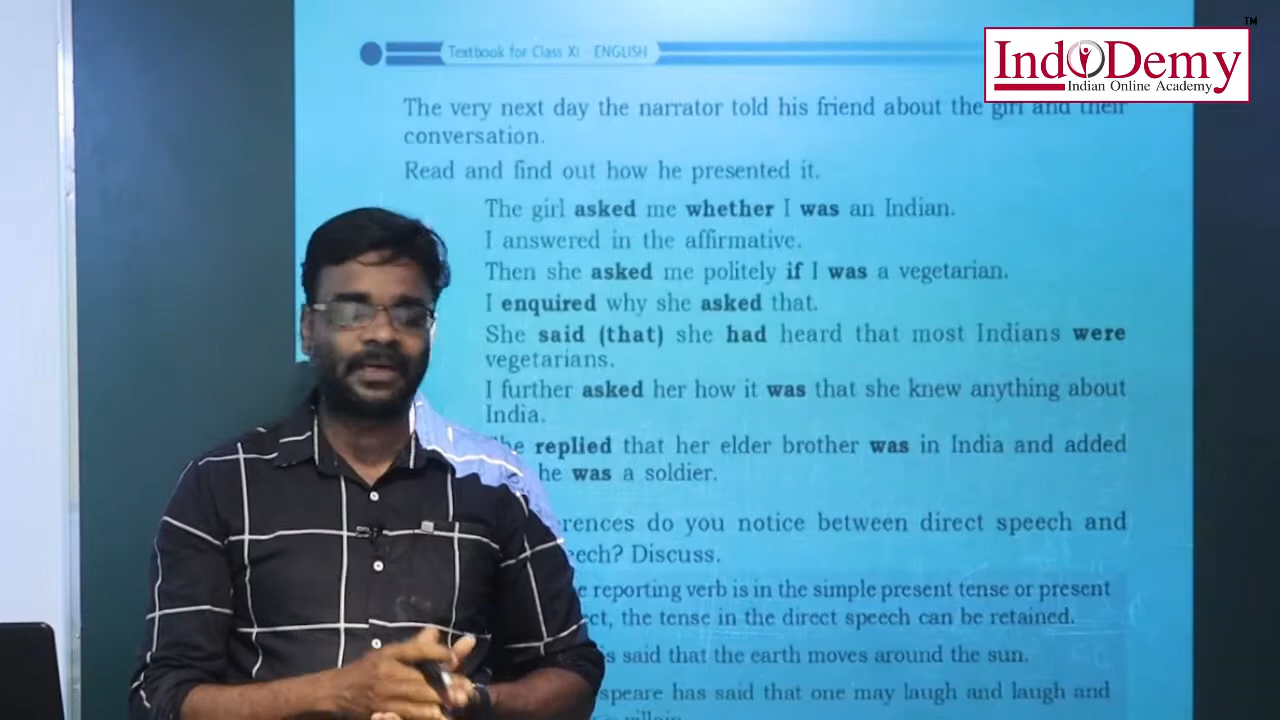 TM
IndODemy
Indian Online Academy
Textbook for Class XI ENGLISH
The very next day the narrator told his friend about the girl and their
conversation.
Read and find out how he presented it.
The girl asked me whether I was an Indian.
I answered in the affirmative.
Then she asked me politely if I was a vegetarian.
I enquired why she asked that.
She said (that) she had heard that most Indians were
vegetarians.
I further asked her how it was that she knew anything about
India.
he replied that her elder brother was in India and added
he was a soldier.
rences do you notice between direct speech and
eech? Discuss.
e reporting verb is in the simple present tense or present
ct, the tense in the direct speech can be retained.
s said that the earth moves around the sun.
speare has said that one may laugh and laugh and